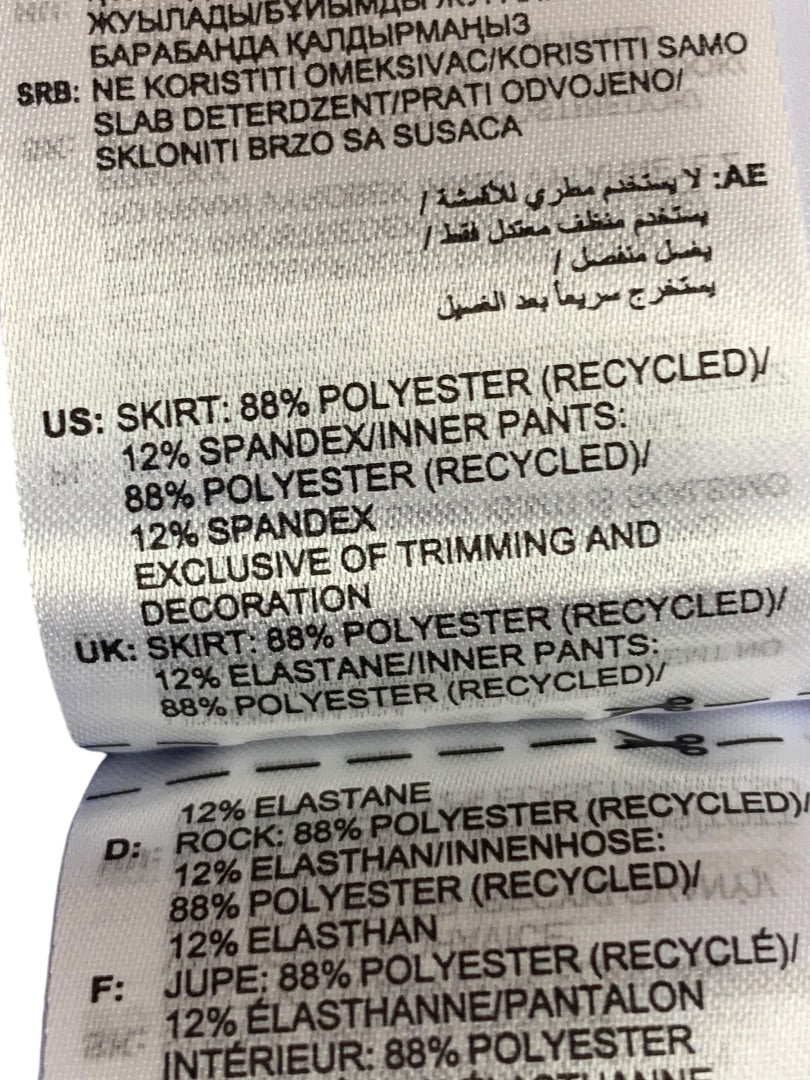 ЖУЫЛАДЫ/БҰЙЫМДЫ
БАРАБАНДА ҚАЛДЫРМАҢЫЗ
SRB: NE KORISTITI OMEKSIVAC/KORISTITI SAMO
SLAB DETERDZENT/PRATI ODVOJENO/
SKLONITI BRZO SA SUSACA
AE: لا يستخدم مطري للأقمشة /
يستخدم منظف معتدل فقط /
يغسل منفصل /
يستخرج سريعاً بعد الغسيل
US: SKIRT: 88% POLYESTER (RECYCLED)/
12% SPANDEX/INNER PANTS:
88% POLYESTER (RECYCLED)/
12% SPANDEX
EXCLUSIVE OF TRIMMING AND
DECORATION
UK: SKIRT: 88% POLYESTER (RECYCLED)/
12% ELASTANE/INNER PANTS:
88% POLYESTER (RECYCLED)/
12% ELASTANE
D: ROCK: 88% POLYESTER (RECYCLED)/
12% ELASTHAN/INNENHOSE:
88% POLYESTER (RECYCLED)/
12% ELASTHAN
F: JUPE: 88% POLYESTER (RECYCLÉ)/
12% ÉLASTHANNE/PANTALON
INTÉRIEUR: 88% POLYESTER